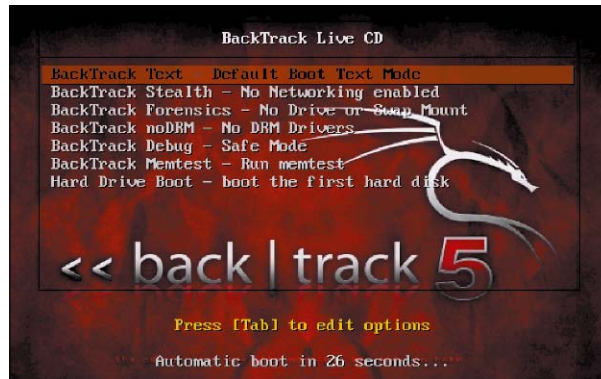 BackTrack Live CD
BackTrack Text - Default Boot Text Mode
BackTrack Stealth - No Networking enabled
BackTrack Forensics - No Drive or Swap Mount
BackTrack noDRM - No DRM Drivers
BackTrack Debug - Safe Mode
BackTrack Memtest - Run memtest
Hard Drive Boot - boot the first hard disk
<< back | track 5
Press [Tab] to edit options
Automatic boot in 26 seconds...